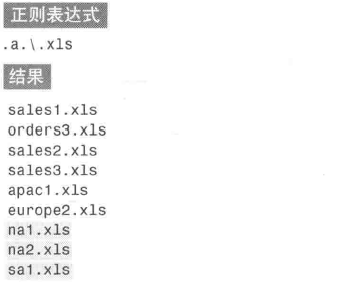 正则表达式
.a.\.xls
结果
sales1.xls
orders3.xls
sales2.xls
sales3.xls
apac1.xls
europe2.xls
na1.xls
na2.xls
sa1.xls